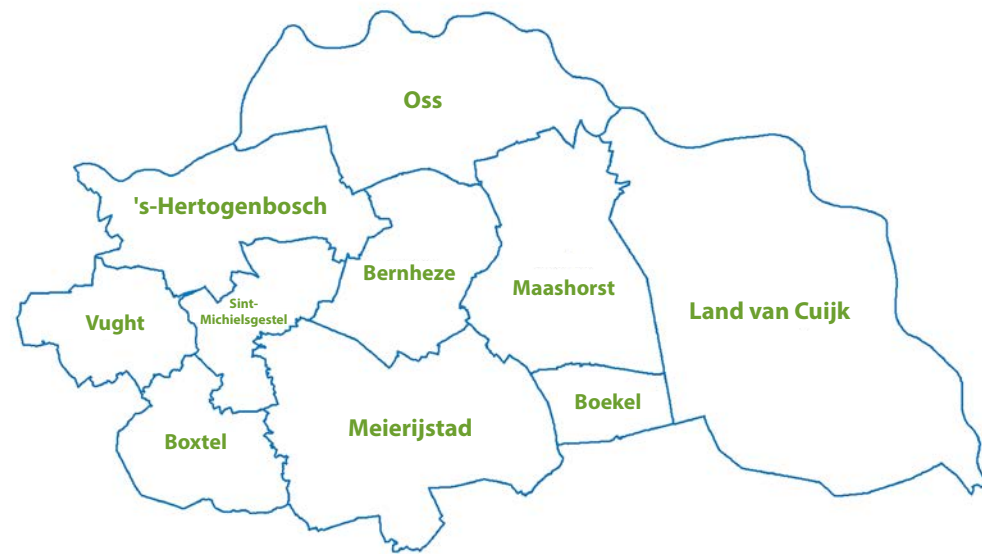 Oss
's-Hertogenbosch
Bernheze
Maashorst
Sint-
Michielsgestel
Land van Cuijk
Vught
Boekel
Meierijstad
Boxtel